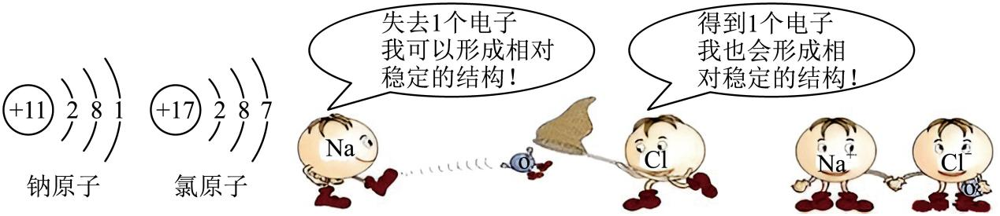 失去1个电子
我可以形成相对
稳定的结构！
得到1个电子
我也会形成相
对稳定的结构！
+11 2 8 1
+17 2 8 7
钠原子
氯原子
Na
o
Cl
Na⁺
Cl⁻
o